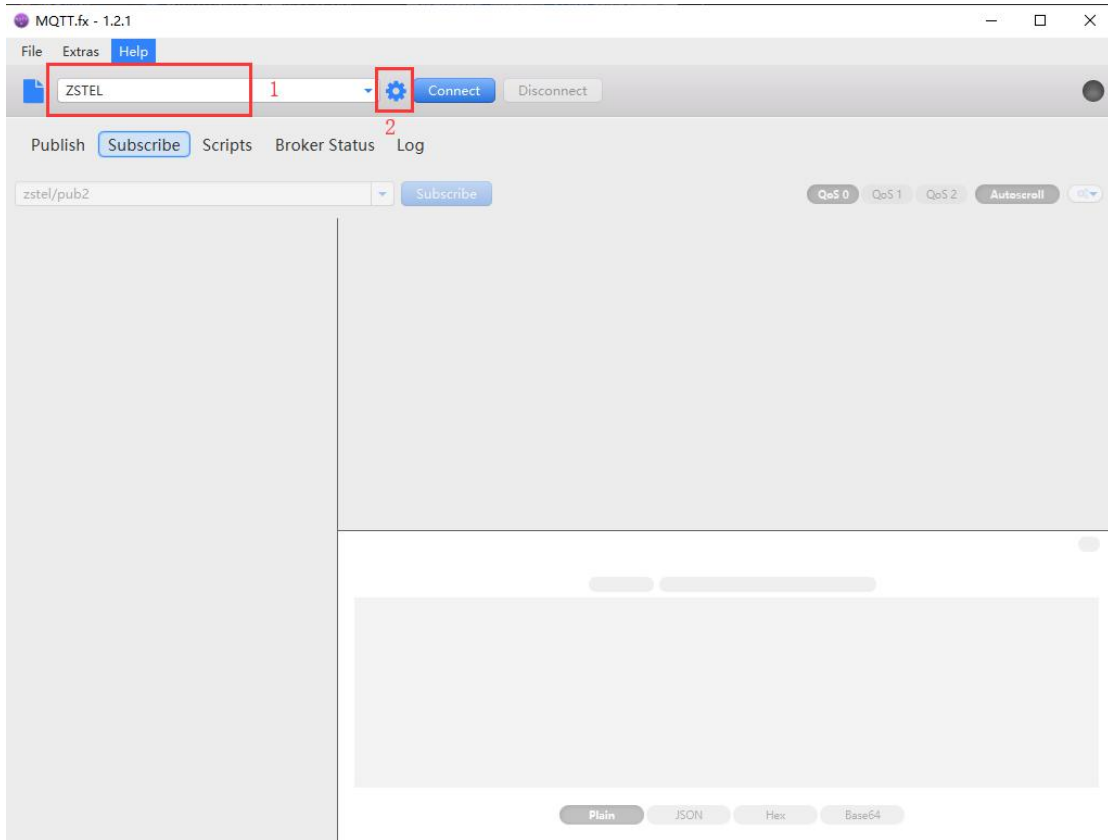 MQTT.fx - 1.2.1
File Extras Help
ZSTEL 1 Connect Disconnect
2
Publish Subscribe Scripts Broker Status Log
zstel/pub2 Subscribe QoS 0 QoS 1 QoS 2 Autoscroll
Plain JSON Hex Base64